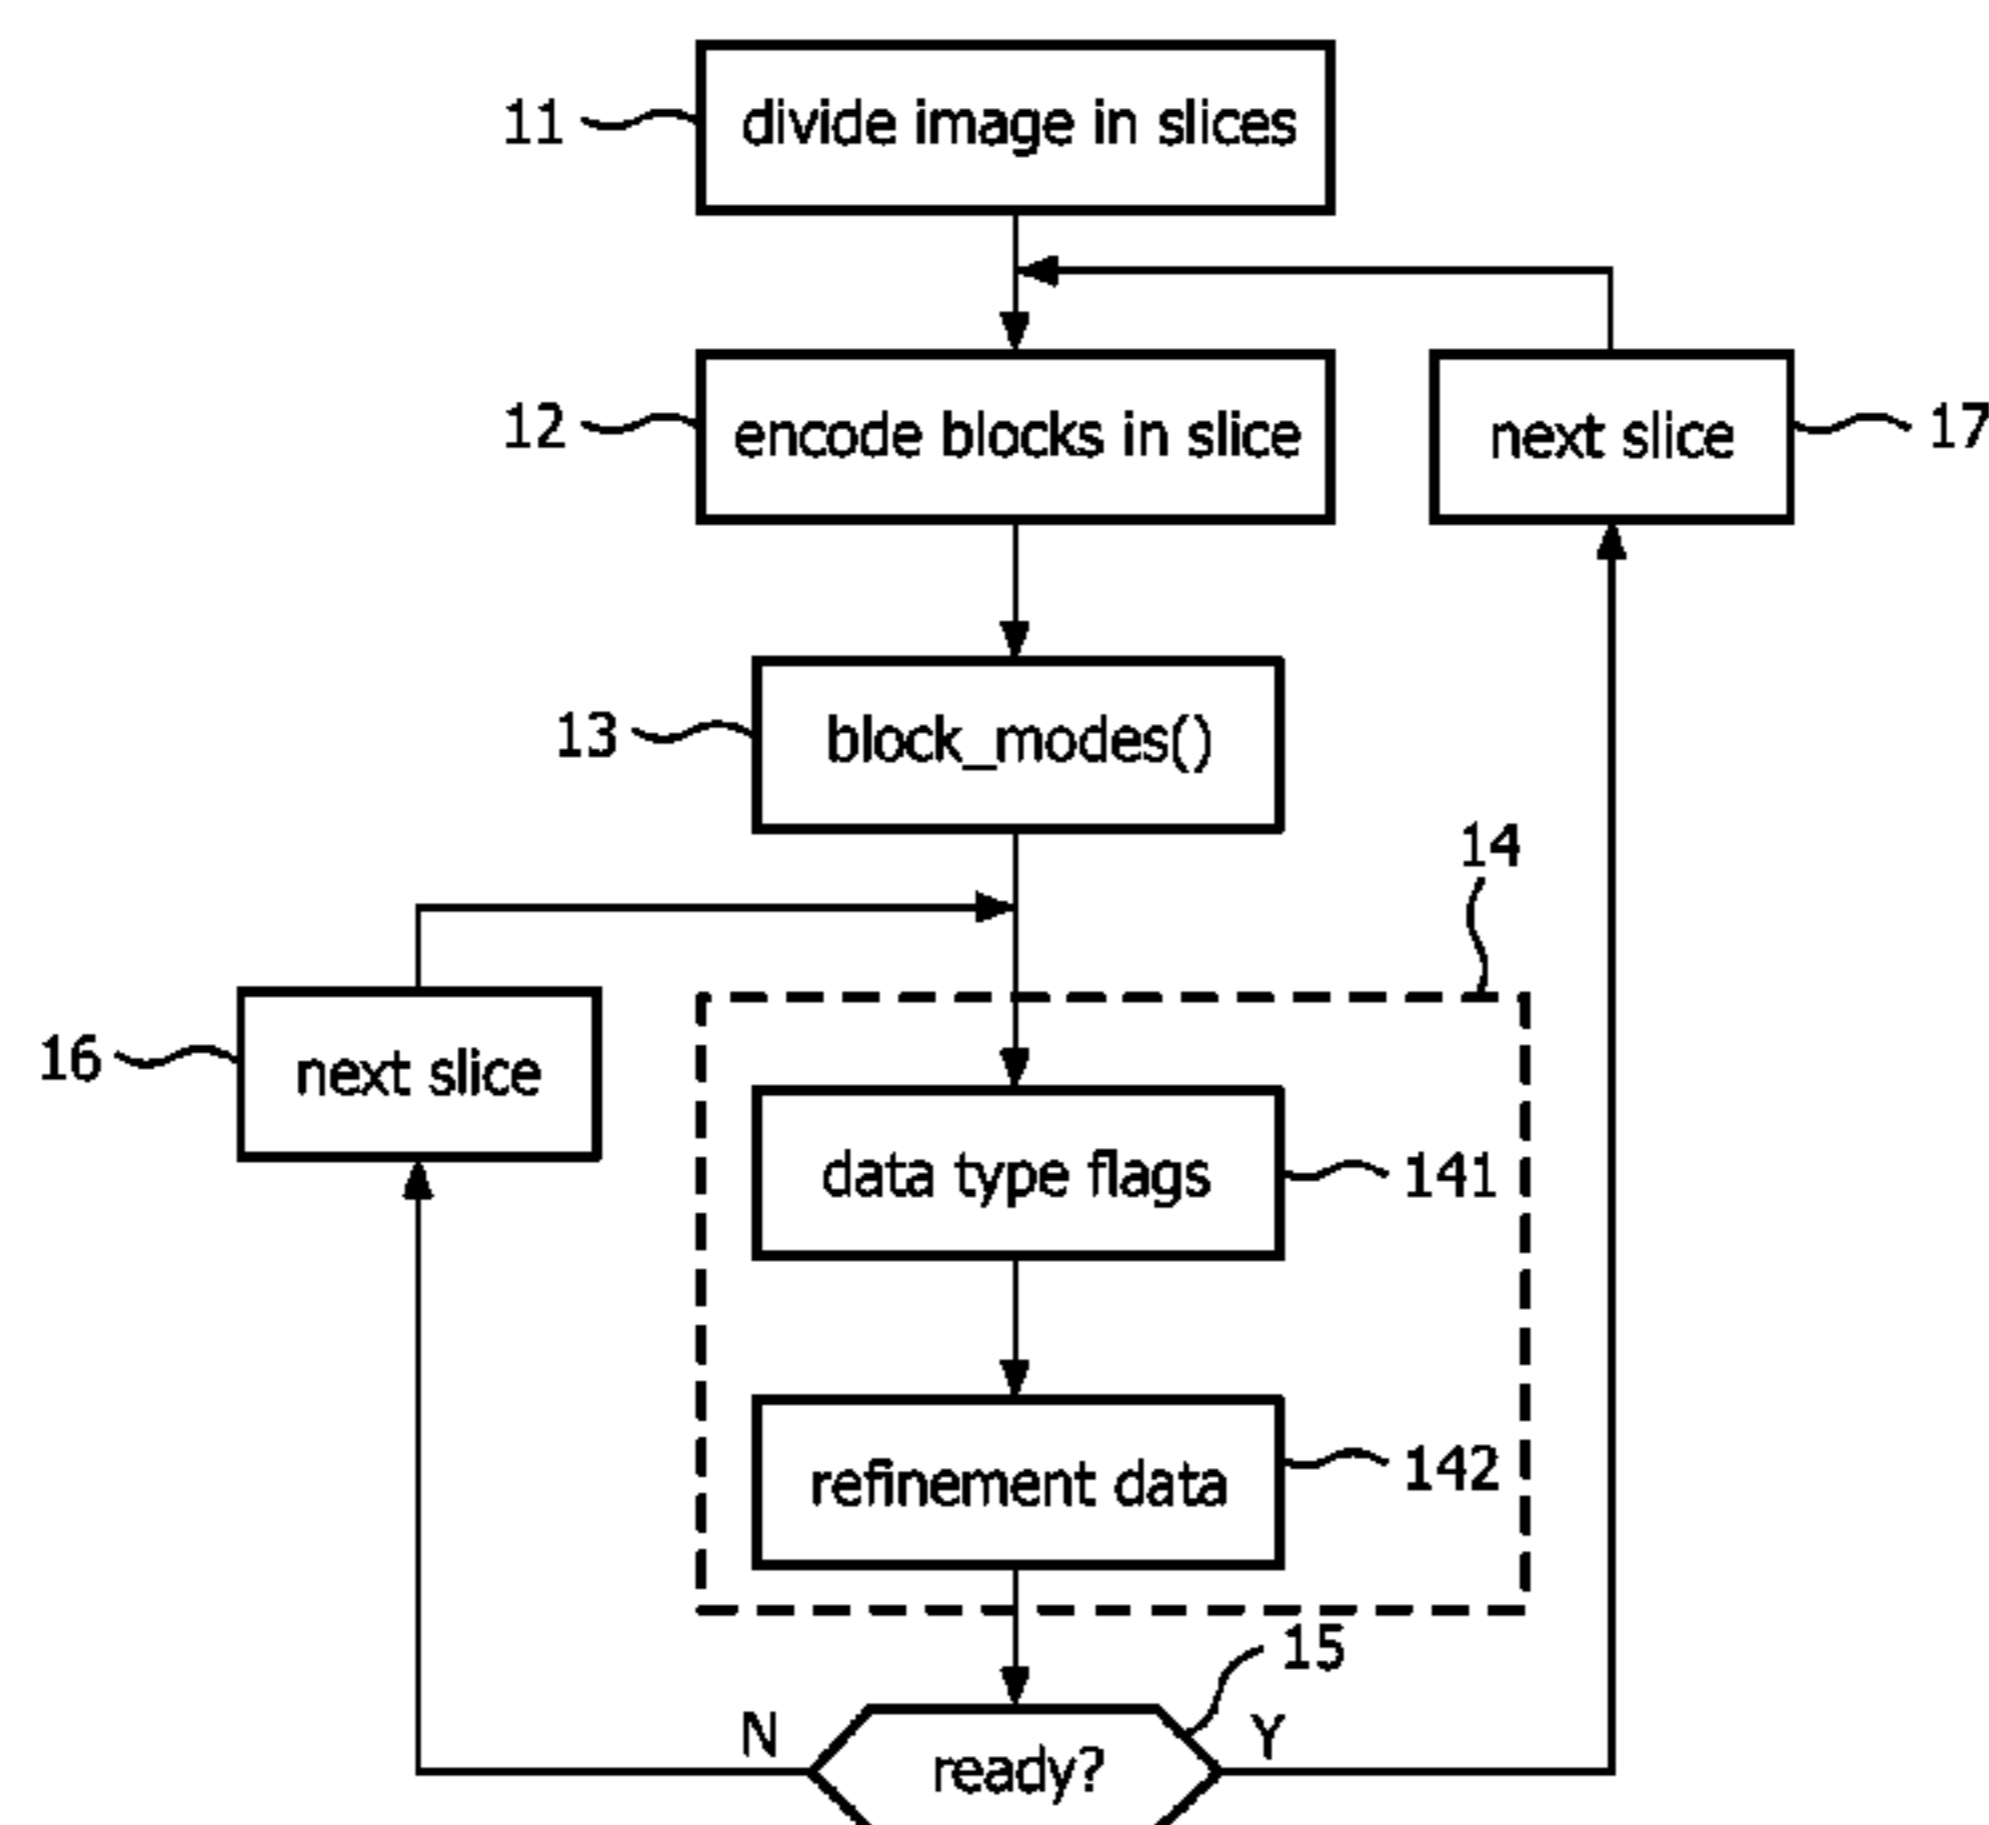 11 divide image in slices
12 encode blocks in slice
next slice 17
13 block_modes()
14
16 next slice
data type flags 141
refinement data 142
15
N ready? Y